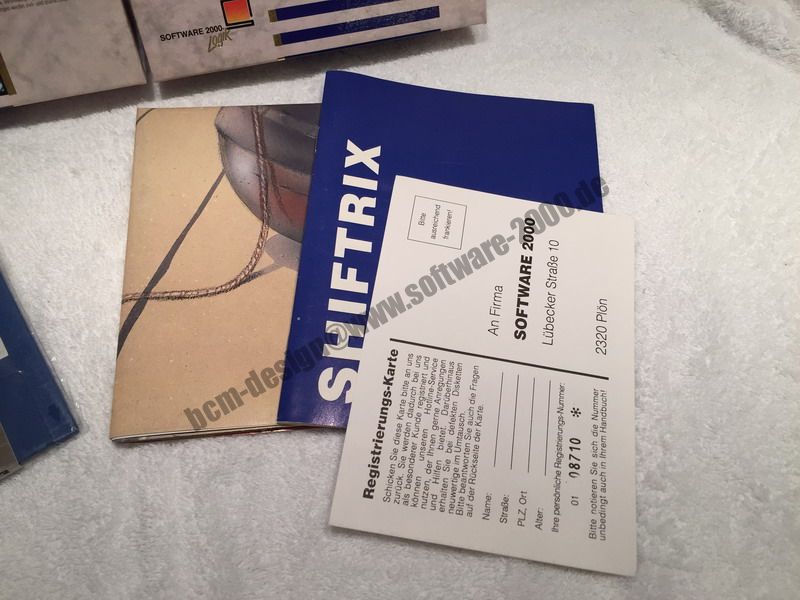 SOFTWARE 2000
Logik
SHIFTRIX
Bitte
ausreichend
frankieren!
An Firma
SOFTWARE 2000
Lübecker Straße 10
2320 Plön
Registrierungs-Karte
Schicken Sie diese Karte bitte an uns
zurück. Sie werden dadurch bei uns
als besonderer Kunde registriert und
können unseren Hotline-Service
nutzen, der Ihnen gerne Anregungen
und Hilfen bietet. Darüberhinaus
erhalten Sie bei defekten Disketten
neuwertige im Umtausch.
Bitte beantworten Sie auch die Fragen
auf der Rückseite der Karte.
Name:
Straße:
PLZ, Ort
Alter:
Ihre persönliche Registrierungs-Nummer:
01 08710 *
Bitte notieren Sie sich die Nummer
unbedingt auch in Ihrem Handbuch!
bcm-design@www.software-2000.de